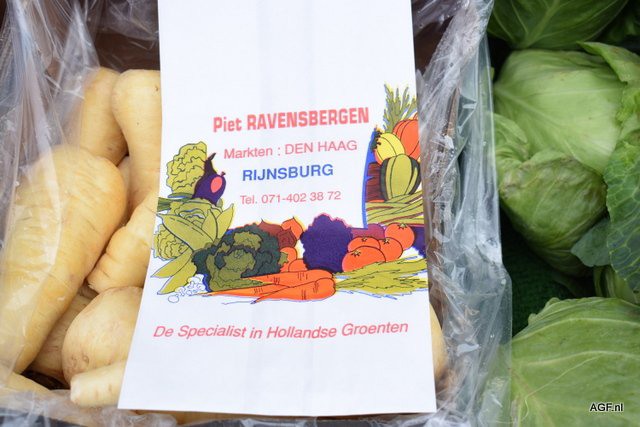 Piet RAVENSBERGEN
Markten : DEN HAAG
RIJNSBURG
Tel. 071-402 38 72
De Specialist in Hollandse Groenten
AGF.nl